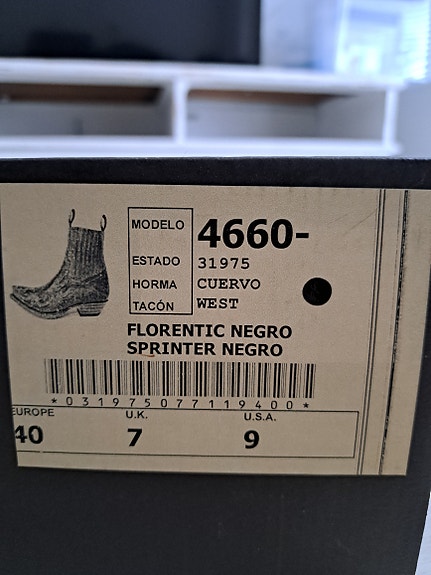 MODELO 4660-
ESTADO 31975
HORMA CUERVO
TACÓN WEST
FLORENTIC NEGRO
SPRINTER NEGRO
*031975077119400*
EUROPE U.K. U.S.A.
40 7 9